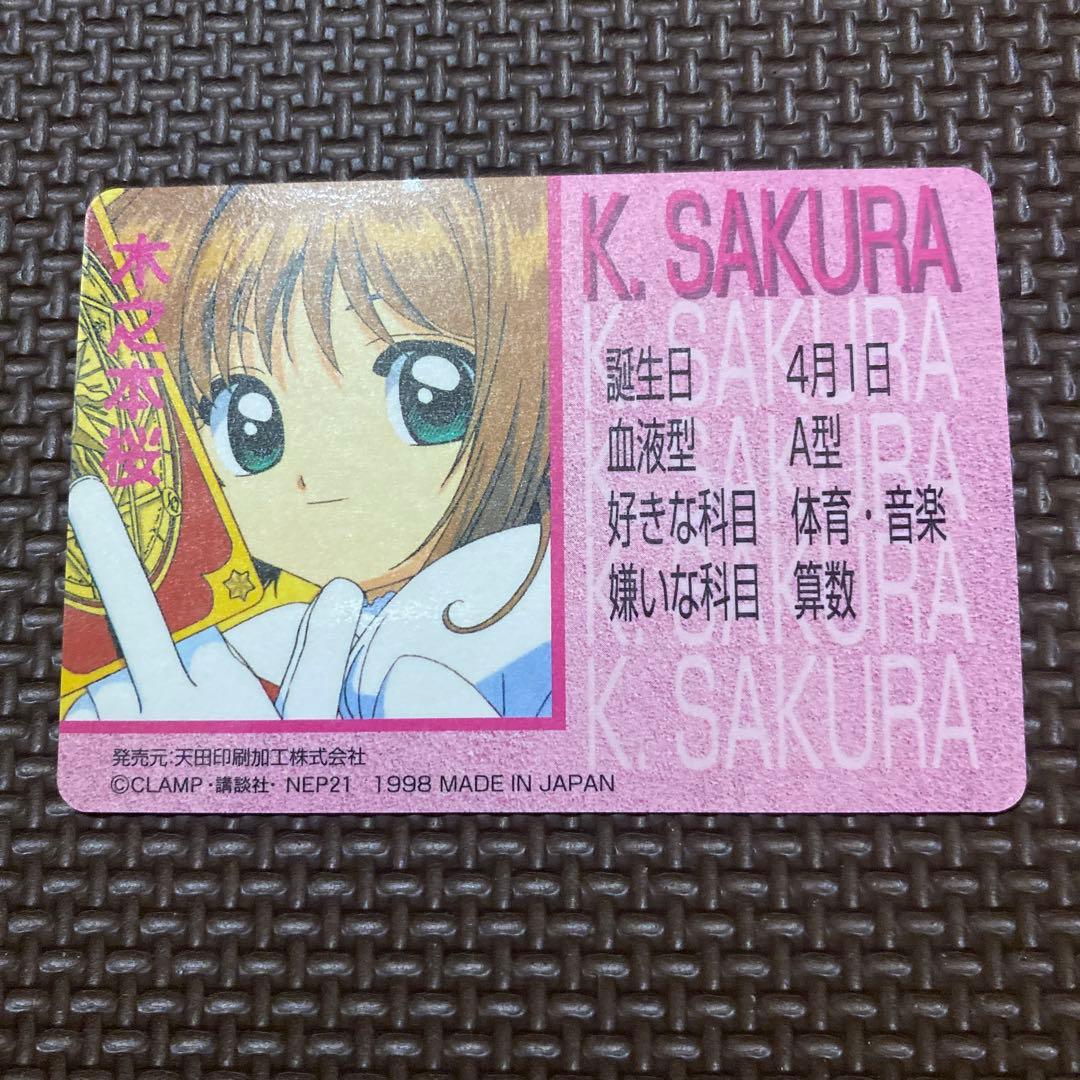 木之本桜
K. SAKURA
K. SAKURA
K. SAKURA
K. SAKURA
K. SAKURA
誕生日 4月1日
血液型 A型
好きな科目 体育・音楽
嫌いな科目 算数
発売元:天田印刷加工株式会社
©CLAMP・講談社・NEP21 1998 MADE IN JAPAN